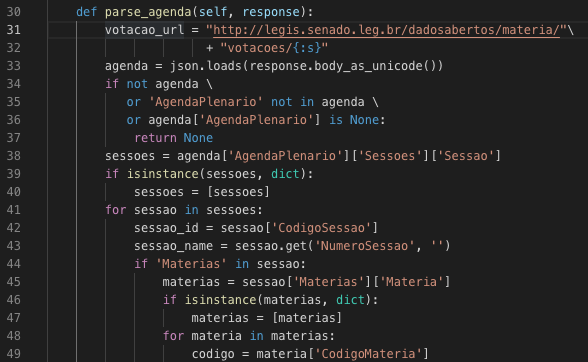 30 def parse_agenda(self, response):
31 votacao_url = "http://legis.senado.leg.br/dadosabertos/materia/"\
32 + "votacoes/{:s}"
33 agenda = json.loads(response.body_as_unicode())
34 if not agenda \
35 or 'AgendaPlenario' not in agenda \
36 or agenda['AgendaPlenario'] is None:
37 return None
38 sessoes = agenda['AgendaPlenario']['Sessoes']['Sessao']
39 if isinstance(sessoes, dict):
40 sessoes = [sessoes]
41 for sessao in sessoes:
42 sessao_id = sessao['CodigoSessao']
43 sessao_name = sessao.get('NumeroSessao', '')
44 if 'Materias' in sessao:
45 materias = sessao['Materias']['Materia']
46 if isinstance(materias, dict):
47 materias = [materias]
48 for materia in materias:
49 codigo = materia['CodigoMateria']